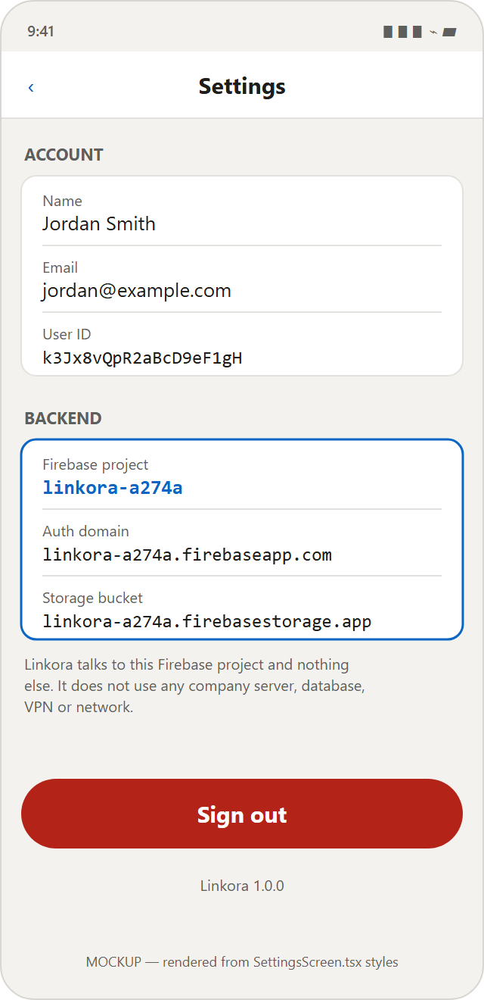 9:41
‹ Settings
ACCOUNT
Name
Jordan Smith
Email
jordan@example.com
User ID
k3Jx8vQpR2aBcD9eF1gH
BACKEND
Firebase project
linkora-a274a
Auth domain
linkora-a274a.firebaseapp.com
Storage bucket
linkora-a274a.firebasestorage.app
Linkora talks to this Firebase project and nothing
else. It does not use any company server, database,
VPN or network.
Sign out
Linkora 1.0.0
MOCKUP — rendered from SettingsScreen.tsx styles